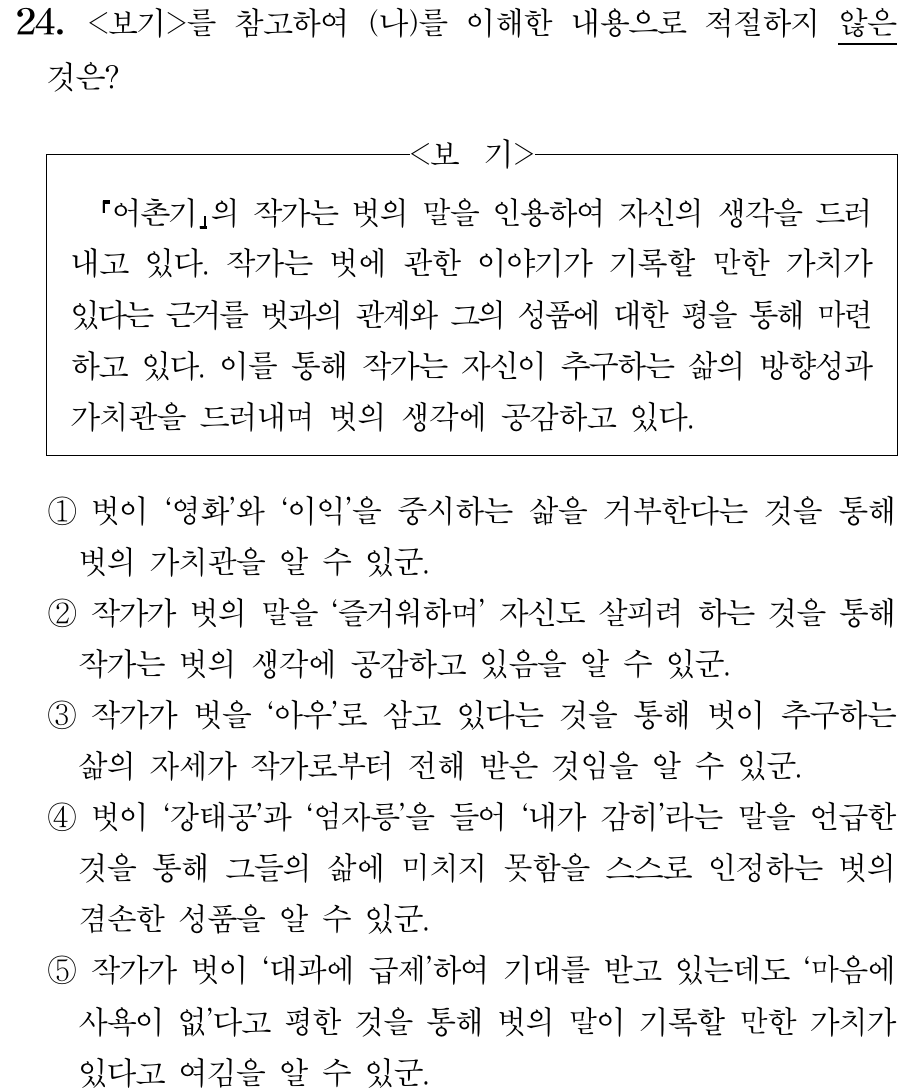 24. <보기>를 참고하여 (나)를 이해한 내용으로 적절하지 않은
것은?
<보 기>
『어촌기』의 작가는 벗의 말을 인용하여 자신의 생각을 드러
내고 있다. 작가는 벗에 관한 이야기가 기록할 만한 가치가
있다는 근거를 벗과의 관계와 그의 성품에 대한 평을 통해 마련
하고 있다. 이를 통해 작가는 자신이 추구하는 삶의 방향성과
가치관을 드러내며 벗의 생각에 공감하고 있다.
① 벗이 ‘영화’와 ‘이익’을 중시하는 삶을 거부한다는 것을 통해
벗의 가치관을 알 수 있군.
② 작가가 벗의 말을 ‘즐거워하며’ 자신도 살피려 하는 것을 통해
작가는 벗의 생각에 공감하고 있음을 알 수 있군.
③ 작가가 벗을 ‘아우’로 삼고 있다는 것을 통해 벗이 추구하는
삶의 자세가 작가로부터 전해 받은 것임을 알 수 있군.
④ 벗이 ‘강태공’과 ‘엄자릉’을 들어 ‘내가 감히’라는 말을 언급한
것을 통해 그들의 삶에 미치지 못함을 스스로 인정하는 벗의
겸손한 성품을 알 수 있군.
⑤ 작가가 벗이 ‘대과에 급제’하여 기대를 받고 있는데도 ‘마음에
사욕이 없’다고 평한 것을 통해 벗의 말이 기록할 만한 가치가
있다고 여김을 알 수 있군.